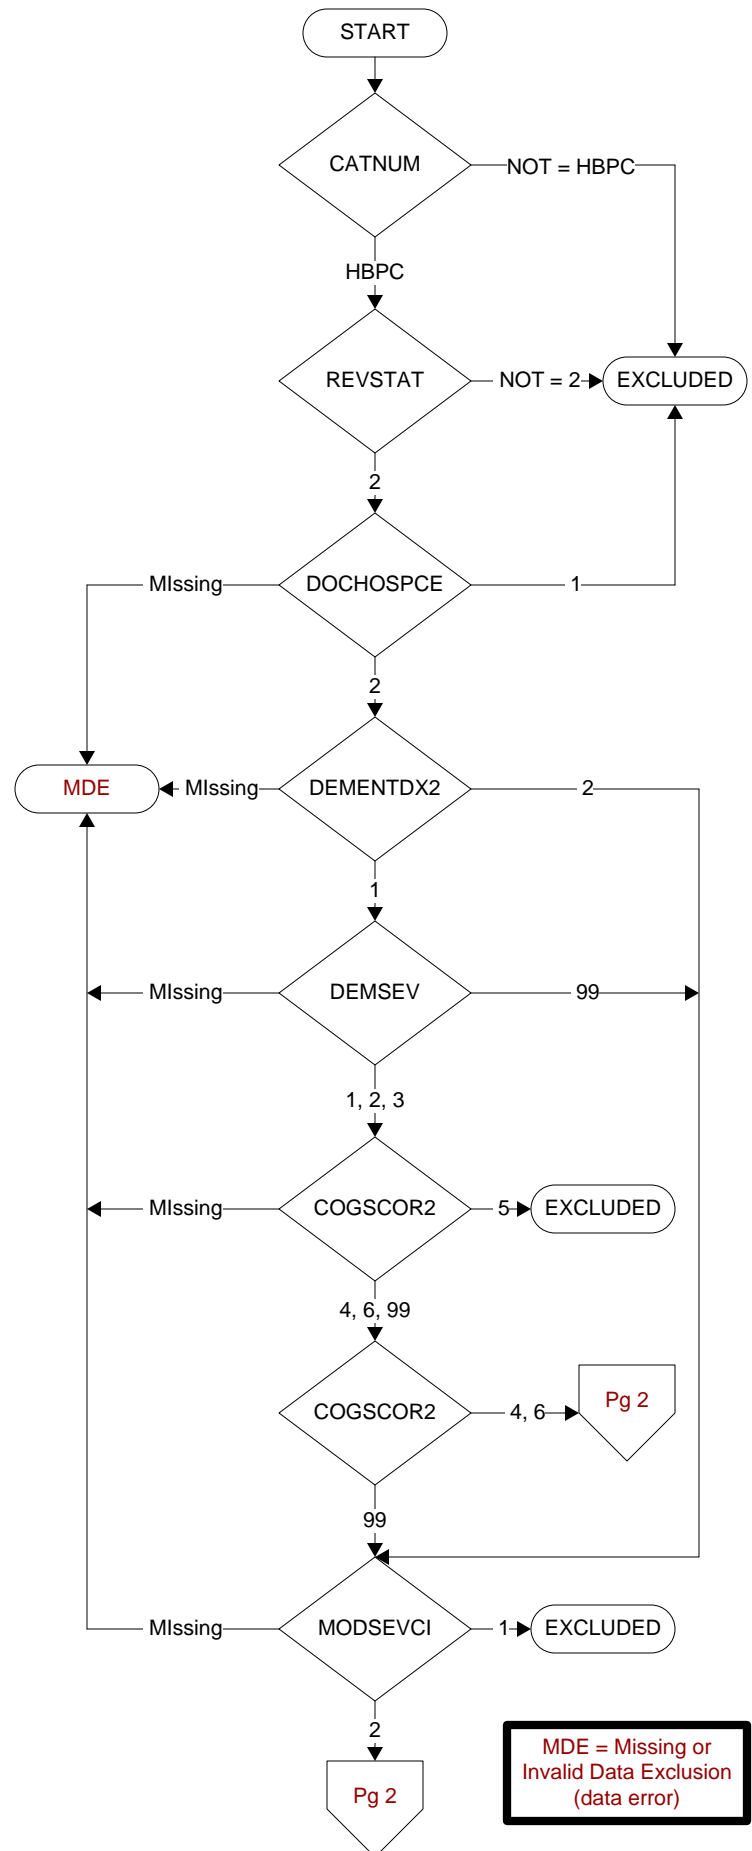 START
CATNUM
NOT = HBPC
HBPC
REVSTAT
NOT = 2
EXCLUDED
2
MIssing
DOCHOSPCE
1
2
MDE
MIssing
DEMENTDX2
2
1
MIssing
DEMSEV
99
1, 2, 3
MIssing
COGSCOR2
5
EXCLUDED
4, 6, 99
COGSCOR2
4, 6
Pg 2
99
MIssing
MODSEVCI
1
EXCLUDED
2
Pg 2
MDE = Missing or
Invalid Data Exclusion
(data error)